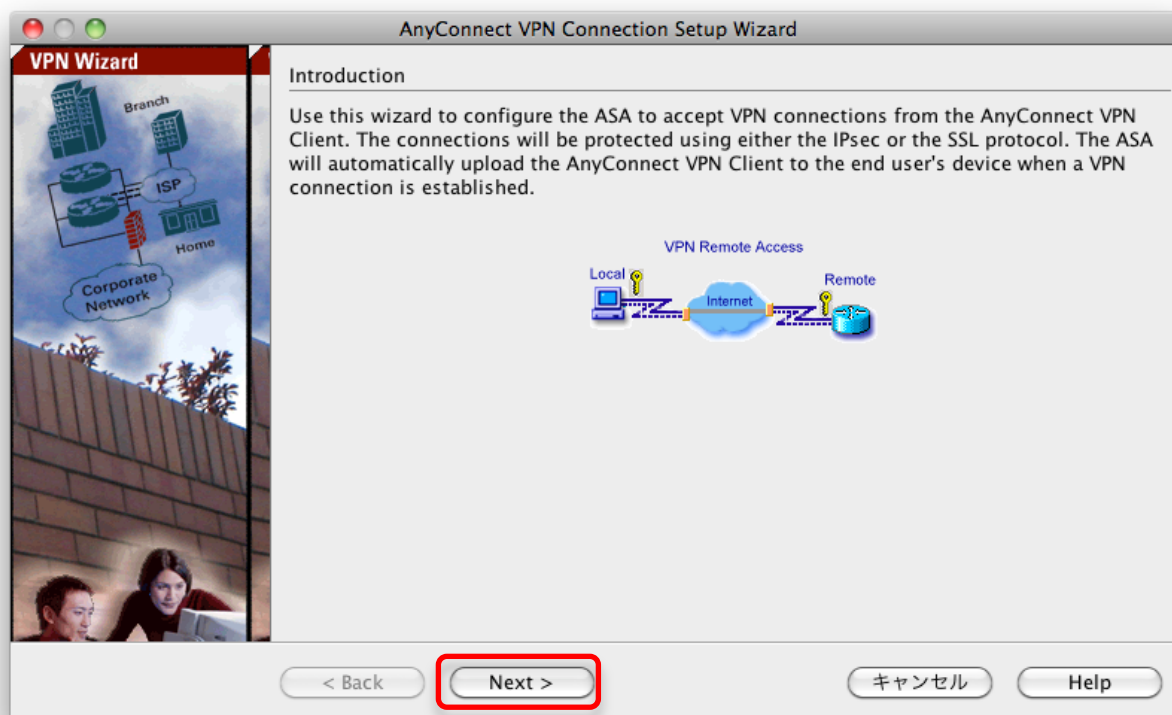 AnyConnect VPN Connection Setup Wizard
VPN Wizard
Branch
ISP
Home
Corporate
Network
Introduction
Use this wizard to configure the ASA to accept VPN connections from the AnyConnect VPN
Client. The connections will be protected using either the IPsec or the SSL protocol. The ASA
will automatically upload the AnyConnect VPN Client to the end user's device when a VPN
connection is established.
VPN Remote Access
Local
Internet
Remote
< Back
Next >
キャンセル
Help